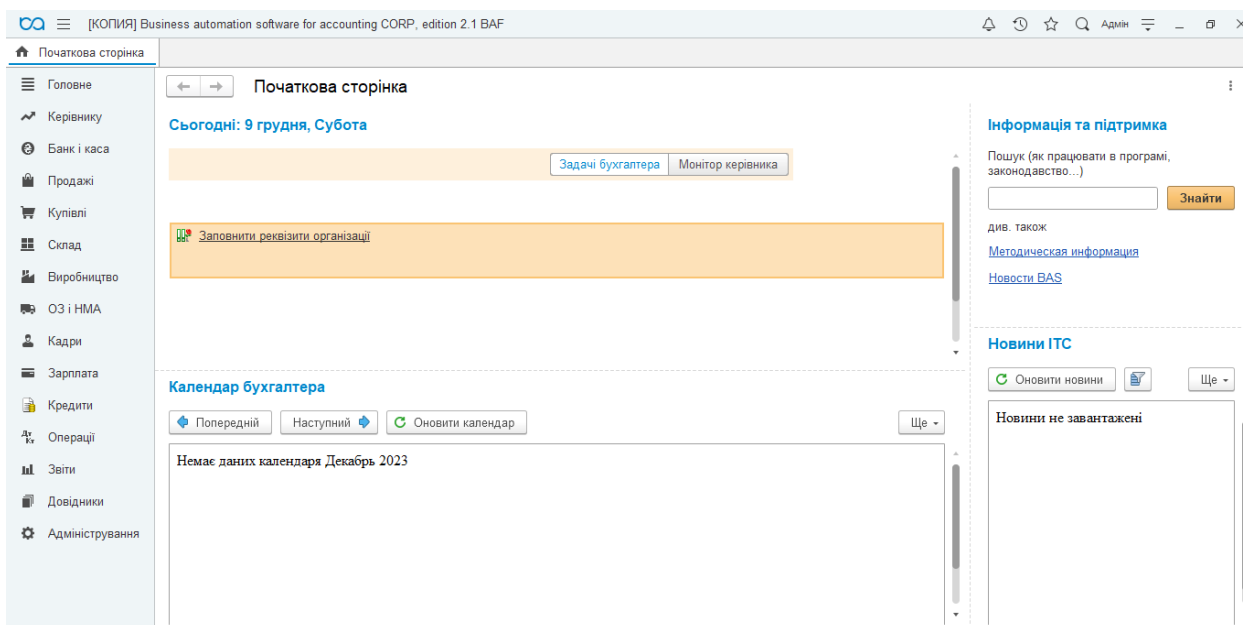 [КОПИЯ] Business automation software for accounting CORP, edition 2.1 BAF
Адмін
Початкова сторінка
Головне
Керівнику
Банк і каса
Продажі
Купівлі
Склад
Виробництво
ОЗ і НМА
Кадри
Зарплата
Кредити
Дт Кт Операції
Звіти
Довідники
Адміністрування
Початкова сторінка
Сьогодні: 9 грудня, Субота
Задачі бухгалтера
Монітор керівника
Заповнити реквізити організації
Календар бухгалтера
Попередній
Наступний
Оновити календар
Ще
Немає даних календаря Декабрь 2023
Інформація та підтримка
Пошук (як працювати в програмі,
законодавство...)
Знайти
див. також
Методическая информация
Новости BAS
Новини ІТС
Оновити новини
Ще
Новини не завантажені